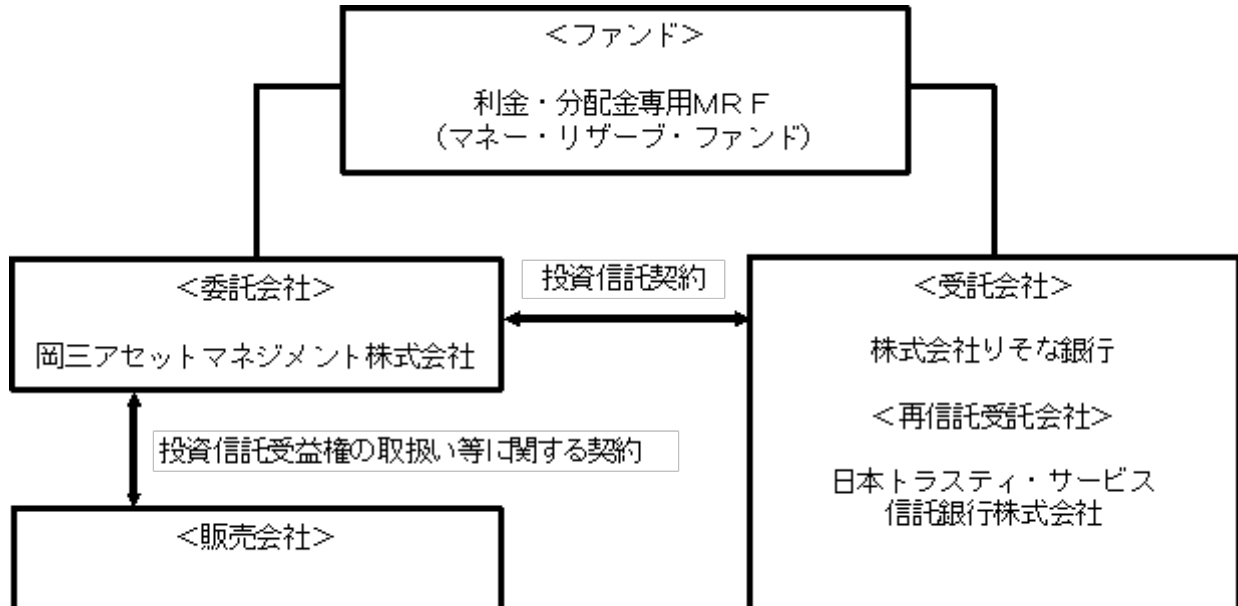 ＜ファンド＞
利金・分配金専用ＭＲＦ
（マネー・リザーブ・ファンド）
＜委託会社＞
岡三アセットマネジメント株式会社
投資信託契約
＜受託会社＞
株式会社りそな銀行
＜再信託受託会社＞
日本トラスティ・サービス
信託銀行株式会社
投資信託受益権の取扱い等に関する契約
＜販売会社＞